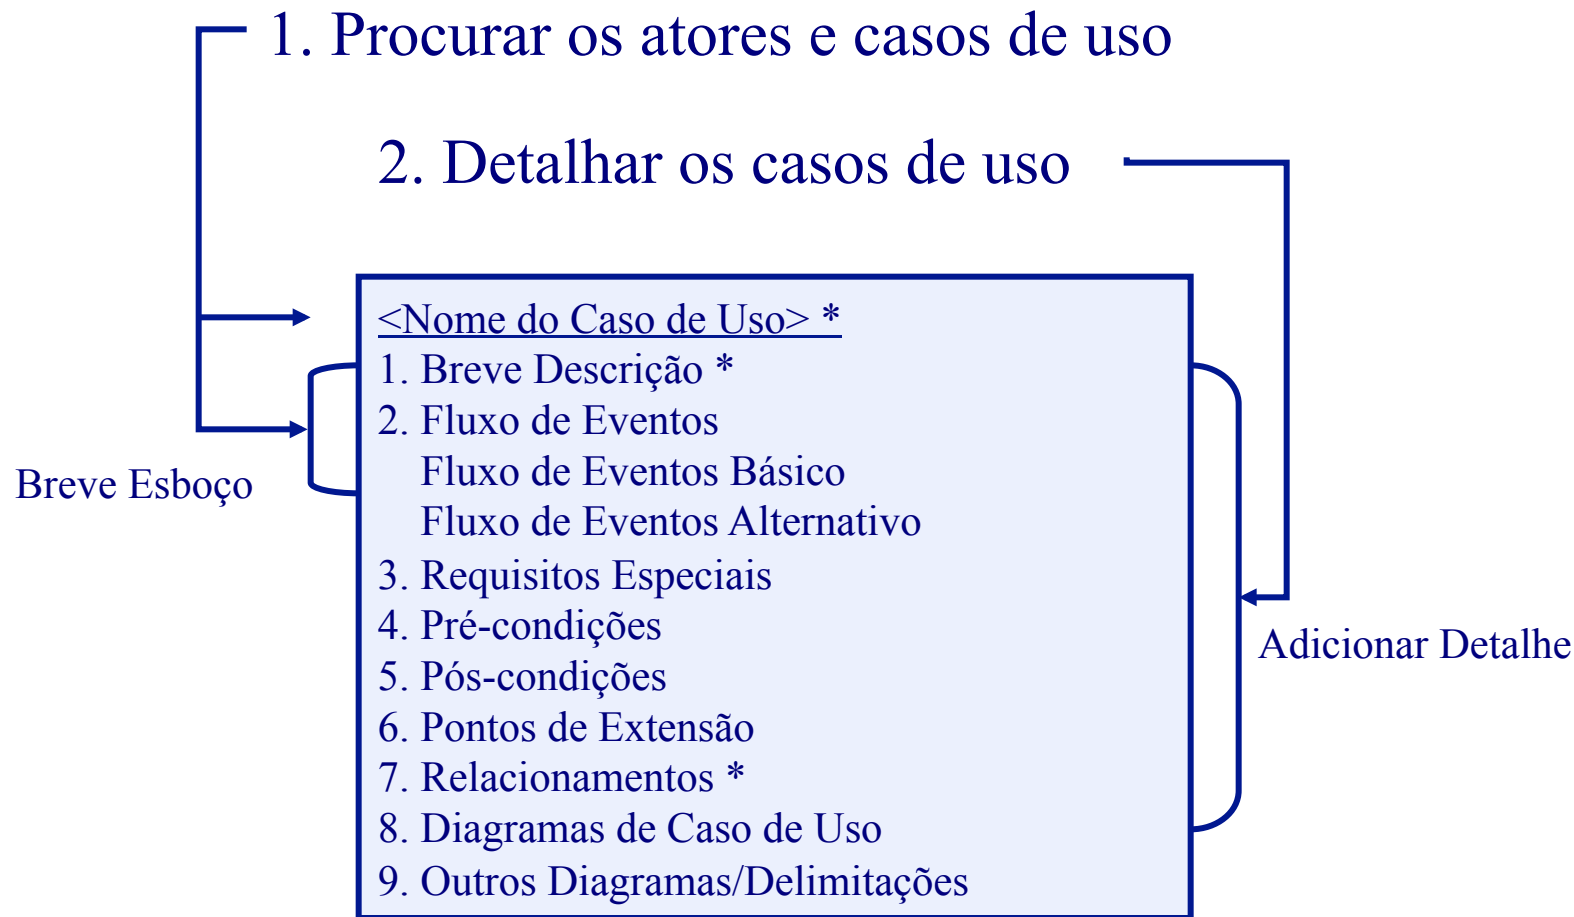 1. Procurar os atores e casos de uso
2. Detalhar os casos de uso
<Nome do Caso de Uso> *
1. Breve Descrição *
2. Fluxo de Eventos
Fluxo de Eventos Básico
Fluxo de Eventos Alternativo
3. Requisitos Especiais
4. Pré-condições
5. Pós-condições
6. Pontos de Extensão
7. Relacionamentos *
8. Diagramas de Caso de Uso
9. Outros Diagramas/Delimitações
Breve Esboço
Adicionar Detalhe